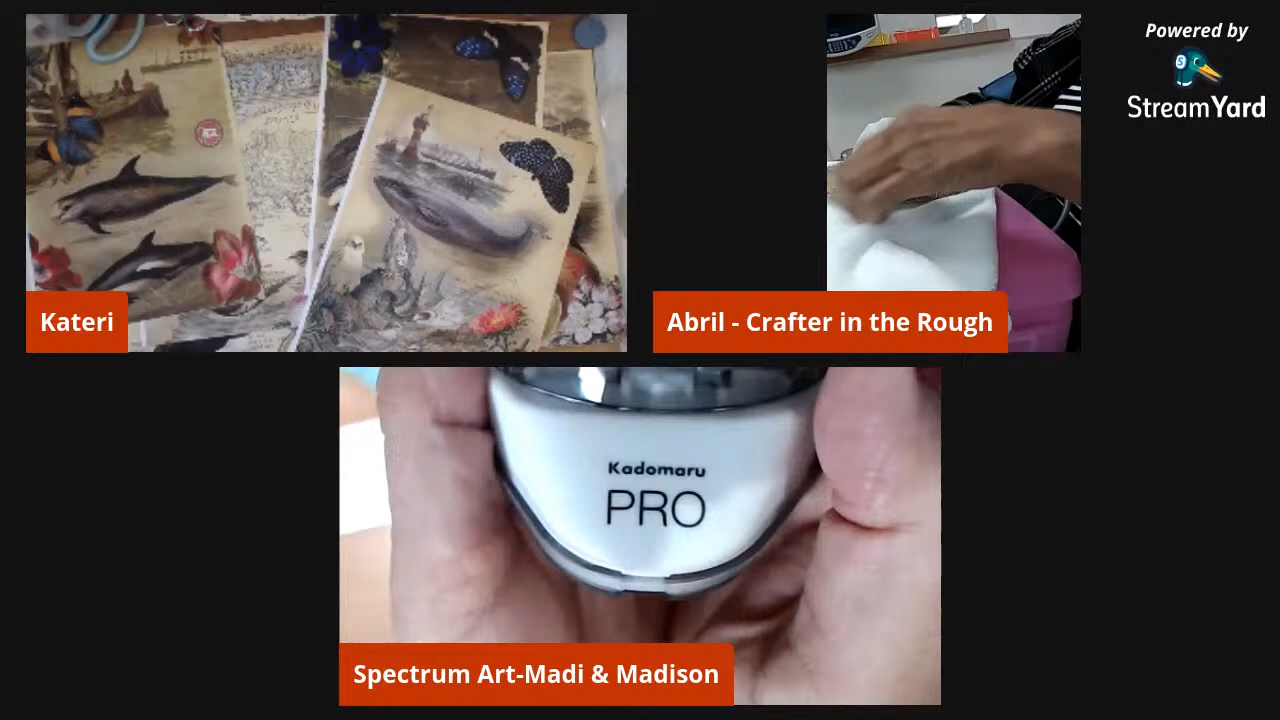 Powered by
StreamYard
Kateri
Abril - Crafter in the Rough
Kadomaru
PRO
Spectrum Art-Madi & Madison